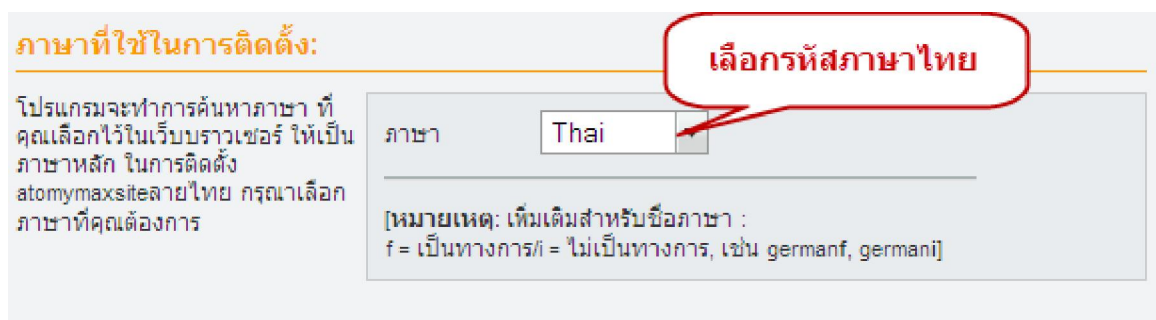 ภาษาที่ใช้ในการติดตั้ง:
เลือกรหัสภาษาไทย
โปรแกรมจะทำการค้นหาภาษา ที่
คุณเลือกไว้ในเว็บบราวเซอร์ ให้เป็น
ภาษาหลัก ในการติดตั้ง
atomymaxsiteลายไทย กรุณาเลือก
ภาษาที่คุณต้องการ
ภาษา Thai
[หมายเหตุ: เพิ่มเติมสำหรับชื่อภาษา :
f = เป็นทางการ/i = ไม่เป็นทางการ, เช่น germanf, germani]